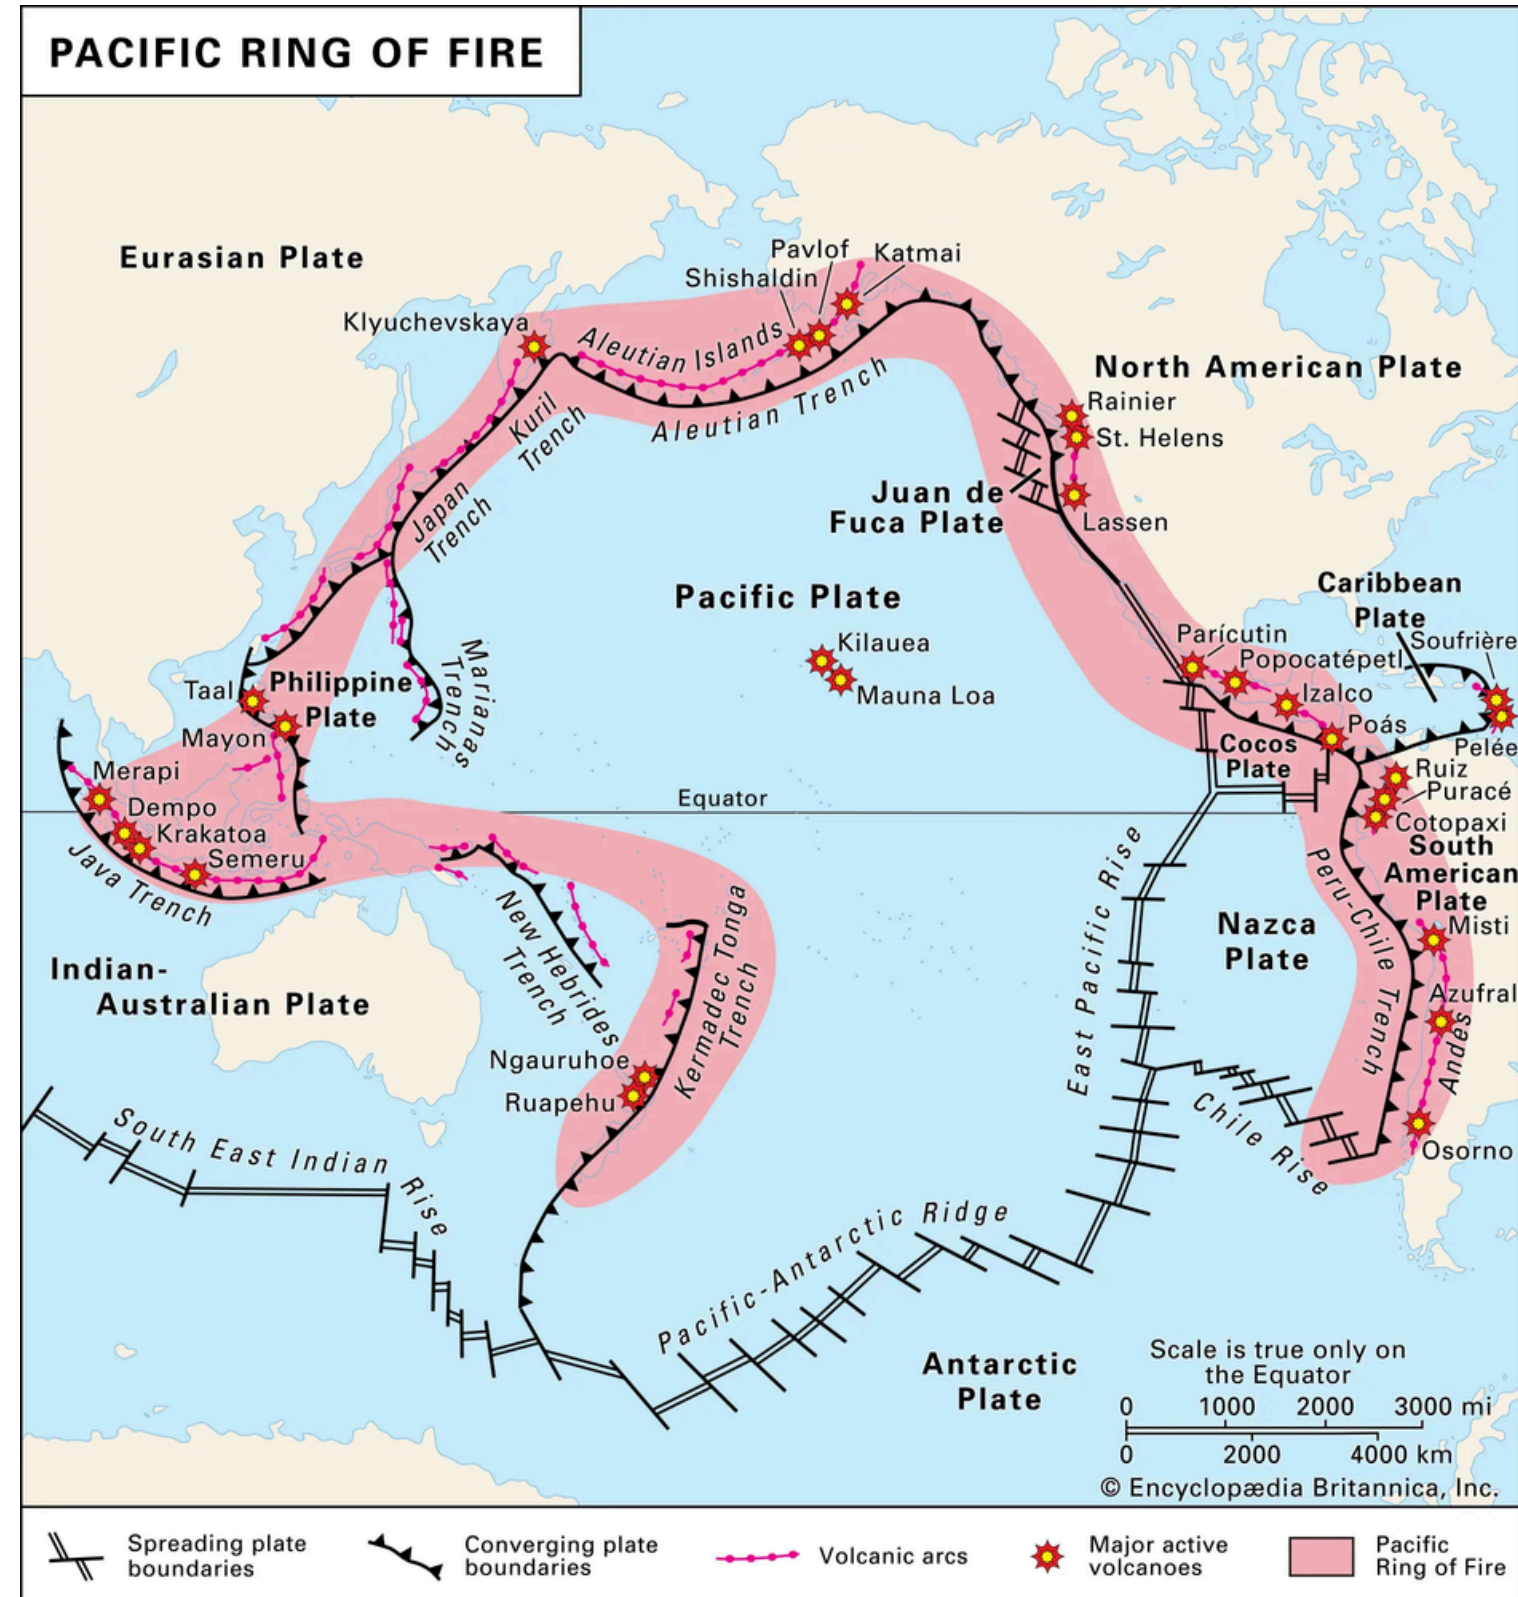 PACIFIC RING OF FIRE
Eurasian Plate
Klyuchevskaya
Aleutian Islands
Shishaldin
Pavlof
Katmai
Aleutian Trench
Kuril
Trench
Japan
Trench
North American Plate
Rainier
St. Helens
Lassen
Juan de
Fuca Plate
Pacific Plate
Kilauea
Mauna Loa
Caribbean
Plate
Soufrière
Parícutin
Popocatépetl
Izalco
Poás
Pelée
Cocos
Plate
Ruiz
Puracé
Cotopaxi
Taal
Philippine
Plate
Marianas
Trench
Mayon
Merapi
Dempo
Krakatoa
Semeru
Java Trench
Equator
South
American
Plate
Misti
Azufral
Andes
Osorno
Peru-Chile Trench
Nazca
Plate
East Pacific Rise
Chile Rise
New Hebrides
Trench
Kermadec Tonga
Trench
Ngauruhoe
Ruapehu
Indian-
Australian Plate
South East Indian Rise
Pacific-Antarctic Ridge
Antarctic
Plate
Scale is true only on
the Equator
0 1000 2000 3000 mi
0 2000 4000 km
© Encyclopædia Britannica, Inc.
Spreading plate
boundaries
Converging plate
boundaries
Volcanic arcs
Major active
volcanoes
Pacific
Ring of Fire